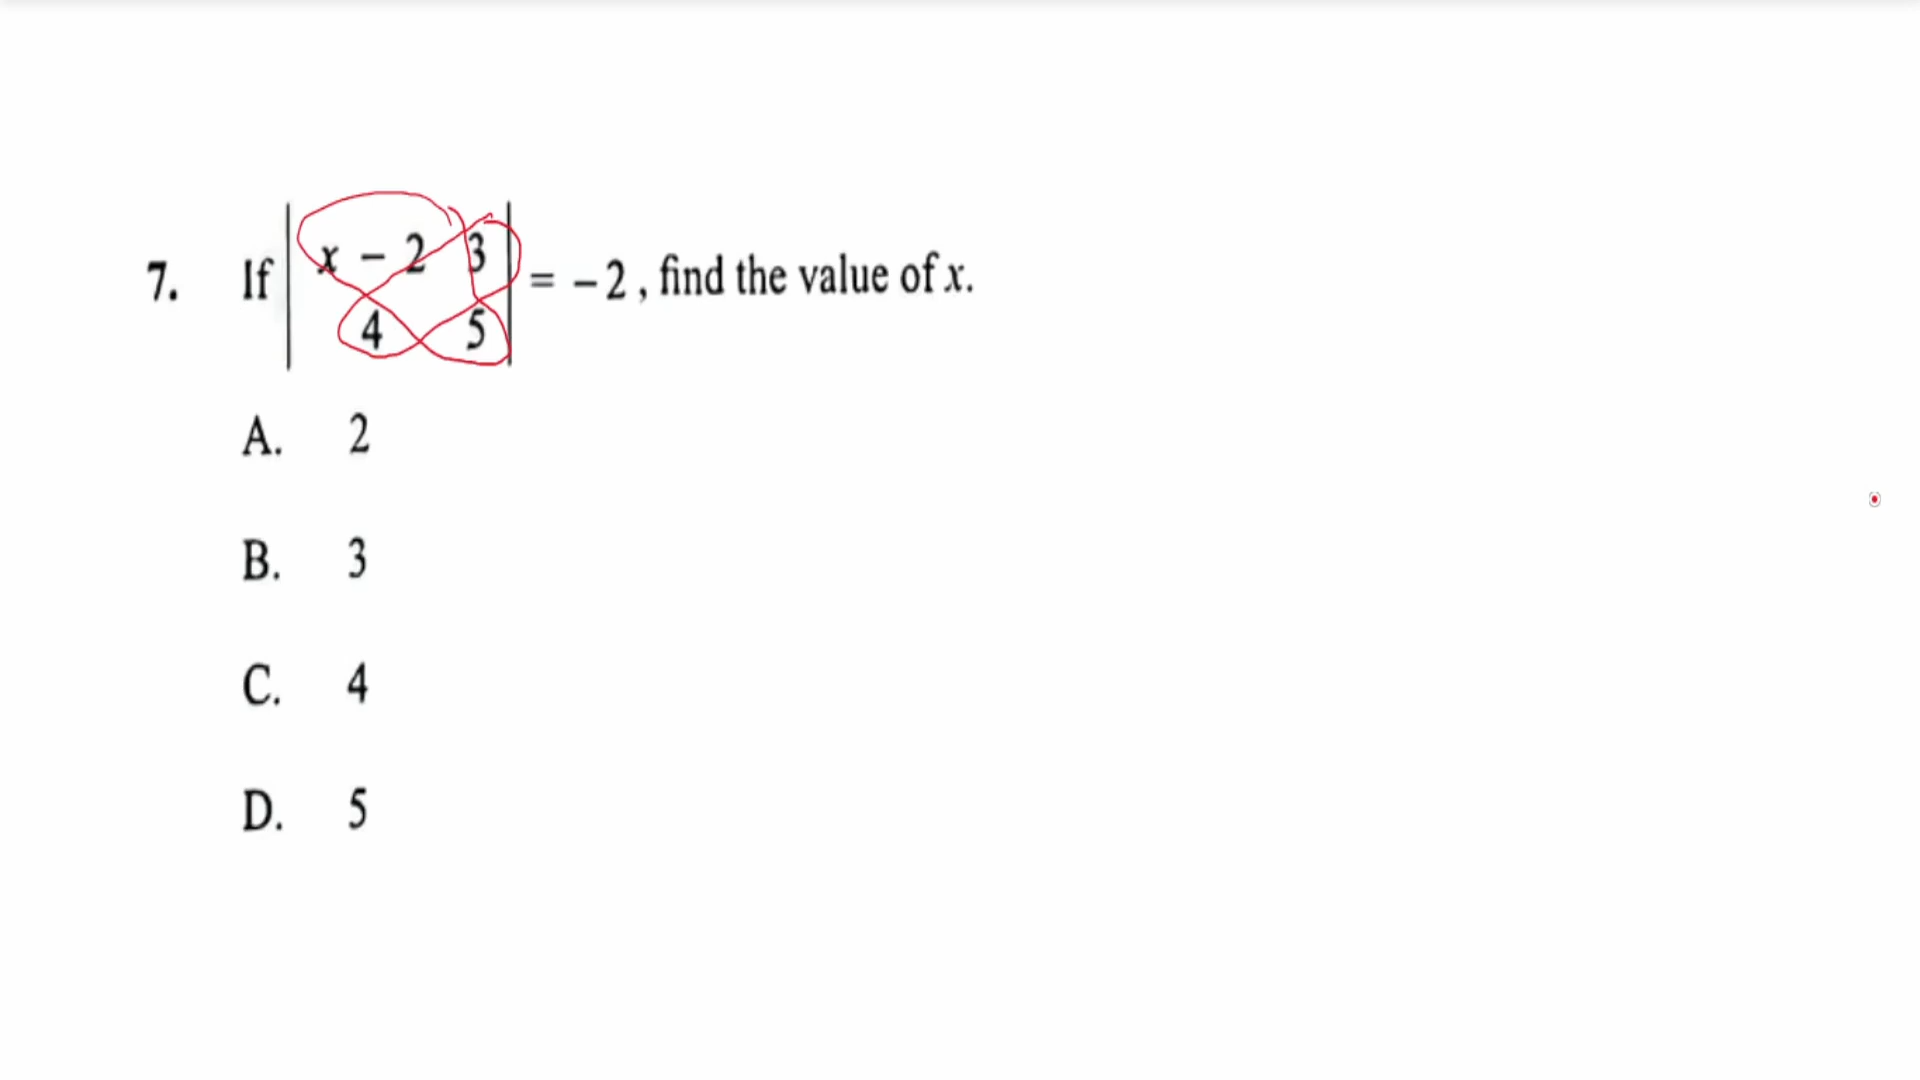 7. If | x − 2 3 | = −2, find the value of x.
4 5
A. 2
B. 3
C. 4
D. 5